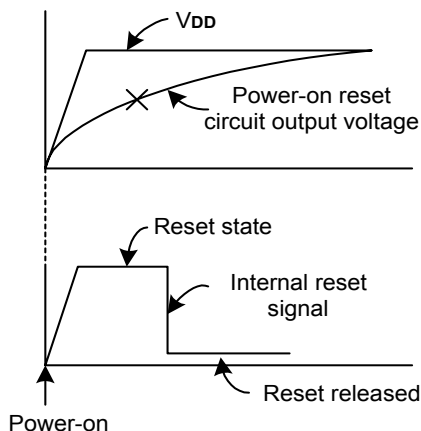 VDD
Power-on reset
circuit output voltage
Reset state
Internal reset
signal
Reset released
Power-on